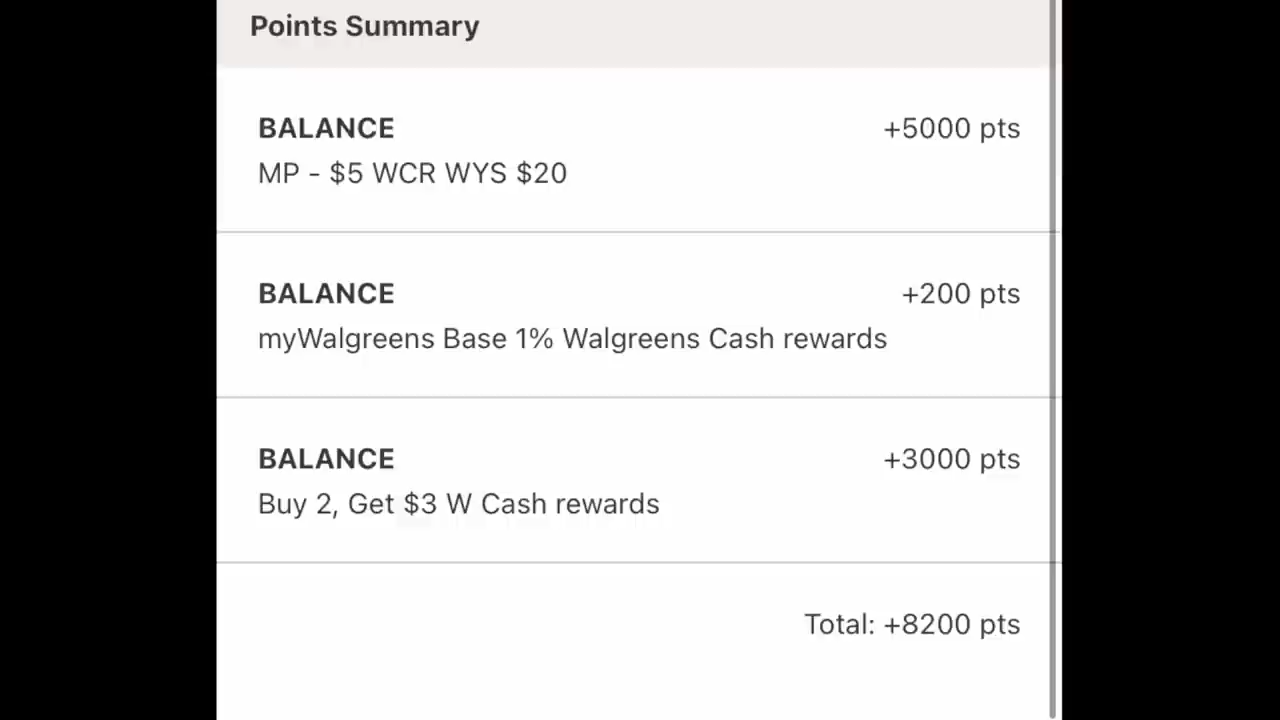 Points Summary
BALANCE +5000 pts
MP - $5 WCR WYS $20
BALANCE +200 pts
myWalgreens Base 1% Walgreens Cash rewards
BALANCE +3000 pts
Buy 2, Get $3 W Cash rewards
Total: +8200 pts